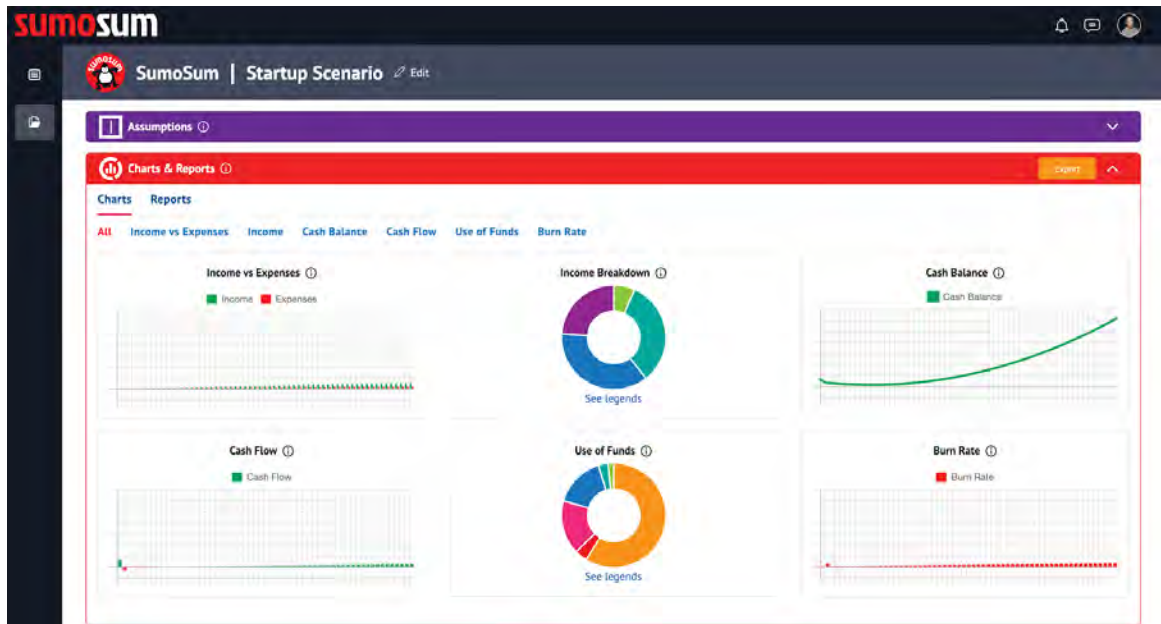 sumosum
sumosum
SumoSum | Startup Scenario Edit
Assumptions
Charts & Reports Export
Charts Reports
All Income vs Expenses Income Cash Balance Cash Flow Use of Funds Burn Rate
Income vs Expenses
Income Expenses
Income Breakdown
See legends
Cash Balance
Cash Balance
Cash Flow
Cash Flow
Use of Funds
See legends
Burn Rate
Burn Rate